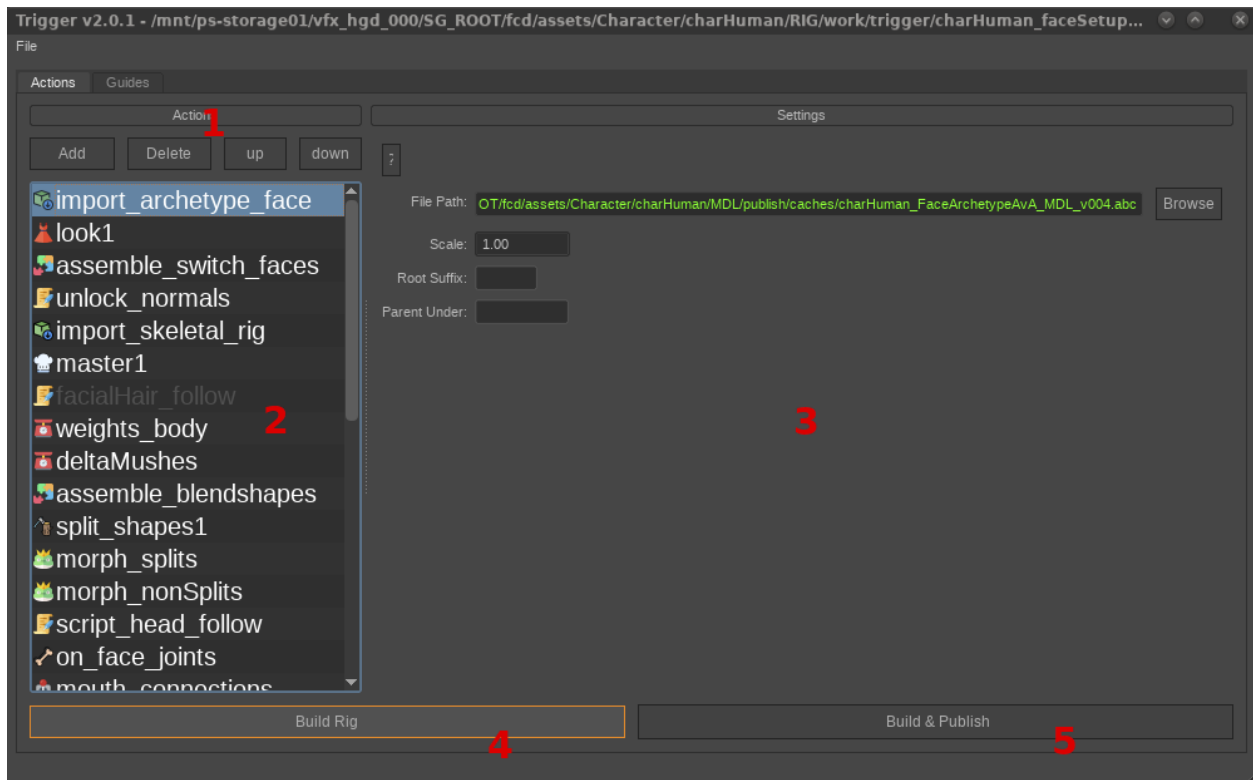 Trigger v2.0.1 - /mnt/ps-storage01/vfx_hgd_000/SG_ROOT/fcd/assets/Character/charHuman/RIG/work/trigger/charHuman_faceSetup...
File
Actions Guides
Action Settings
1
Add Delete up down ?
import_archetype_face
File Path: OT/fcd/assets/Character/charHuman/MDL/publish/caches/charHuman_FaceArchetypeAvA_MDL_v004.abc Browse
look1
Scale: 1.00
assemble_switch_faces
Root Suffix:
unlock_normals
Parent Under:
import_skeletal_rig
master1
facialHair_follow
2 3
weights_body
deltaMushes
assemble_blendshapes
split_shapes1
morph_splits
morph_nonSplits
script_head_follow
on_face_joints
mouth_connections
Build Rig Build & Publish
4 5